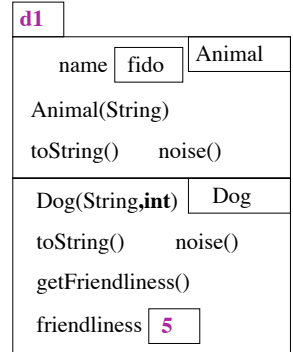 d1
Animal
name fido
Animal(String)
toString() noise()
Dog(String,int) Dog
toString() noise()
getFriendliness()
friendliness 5